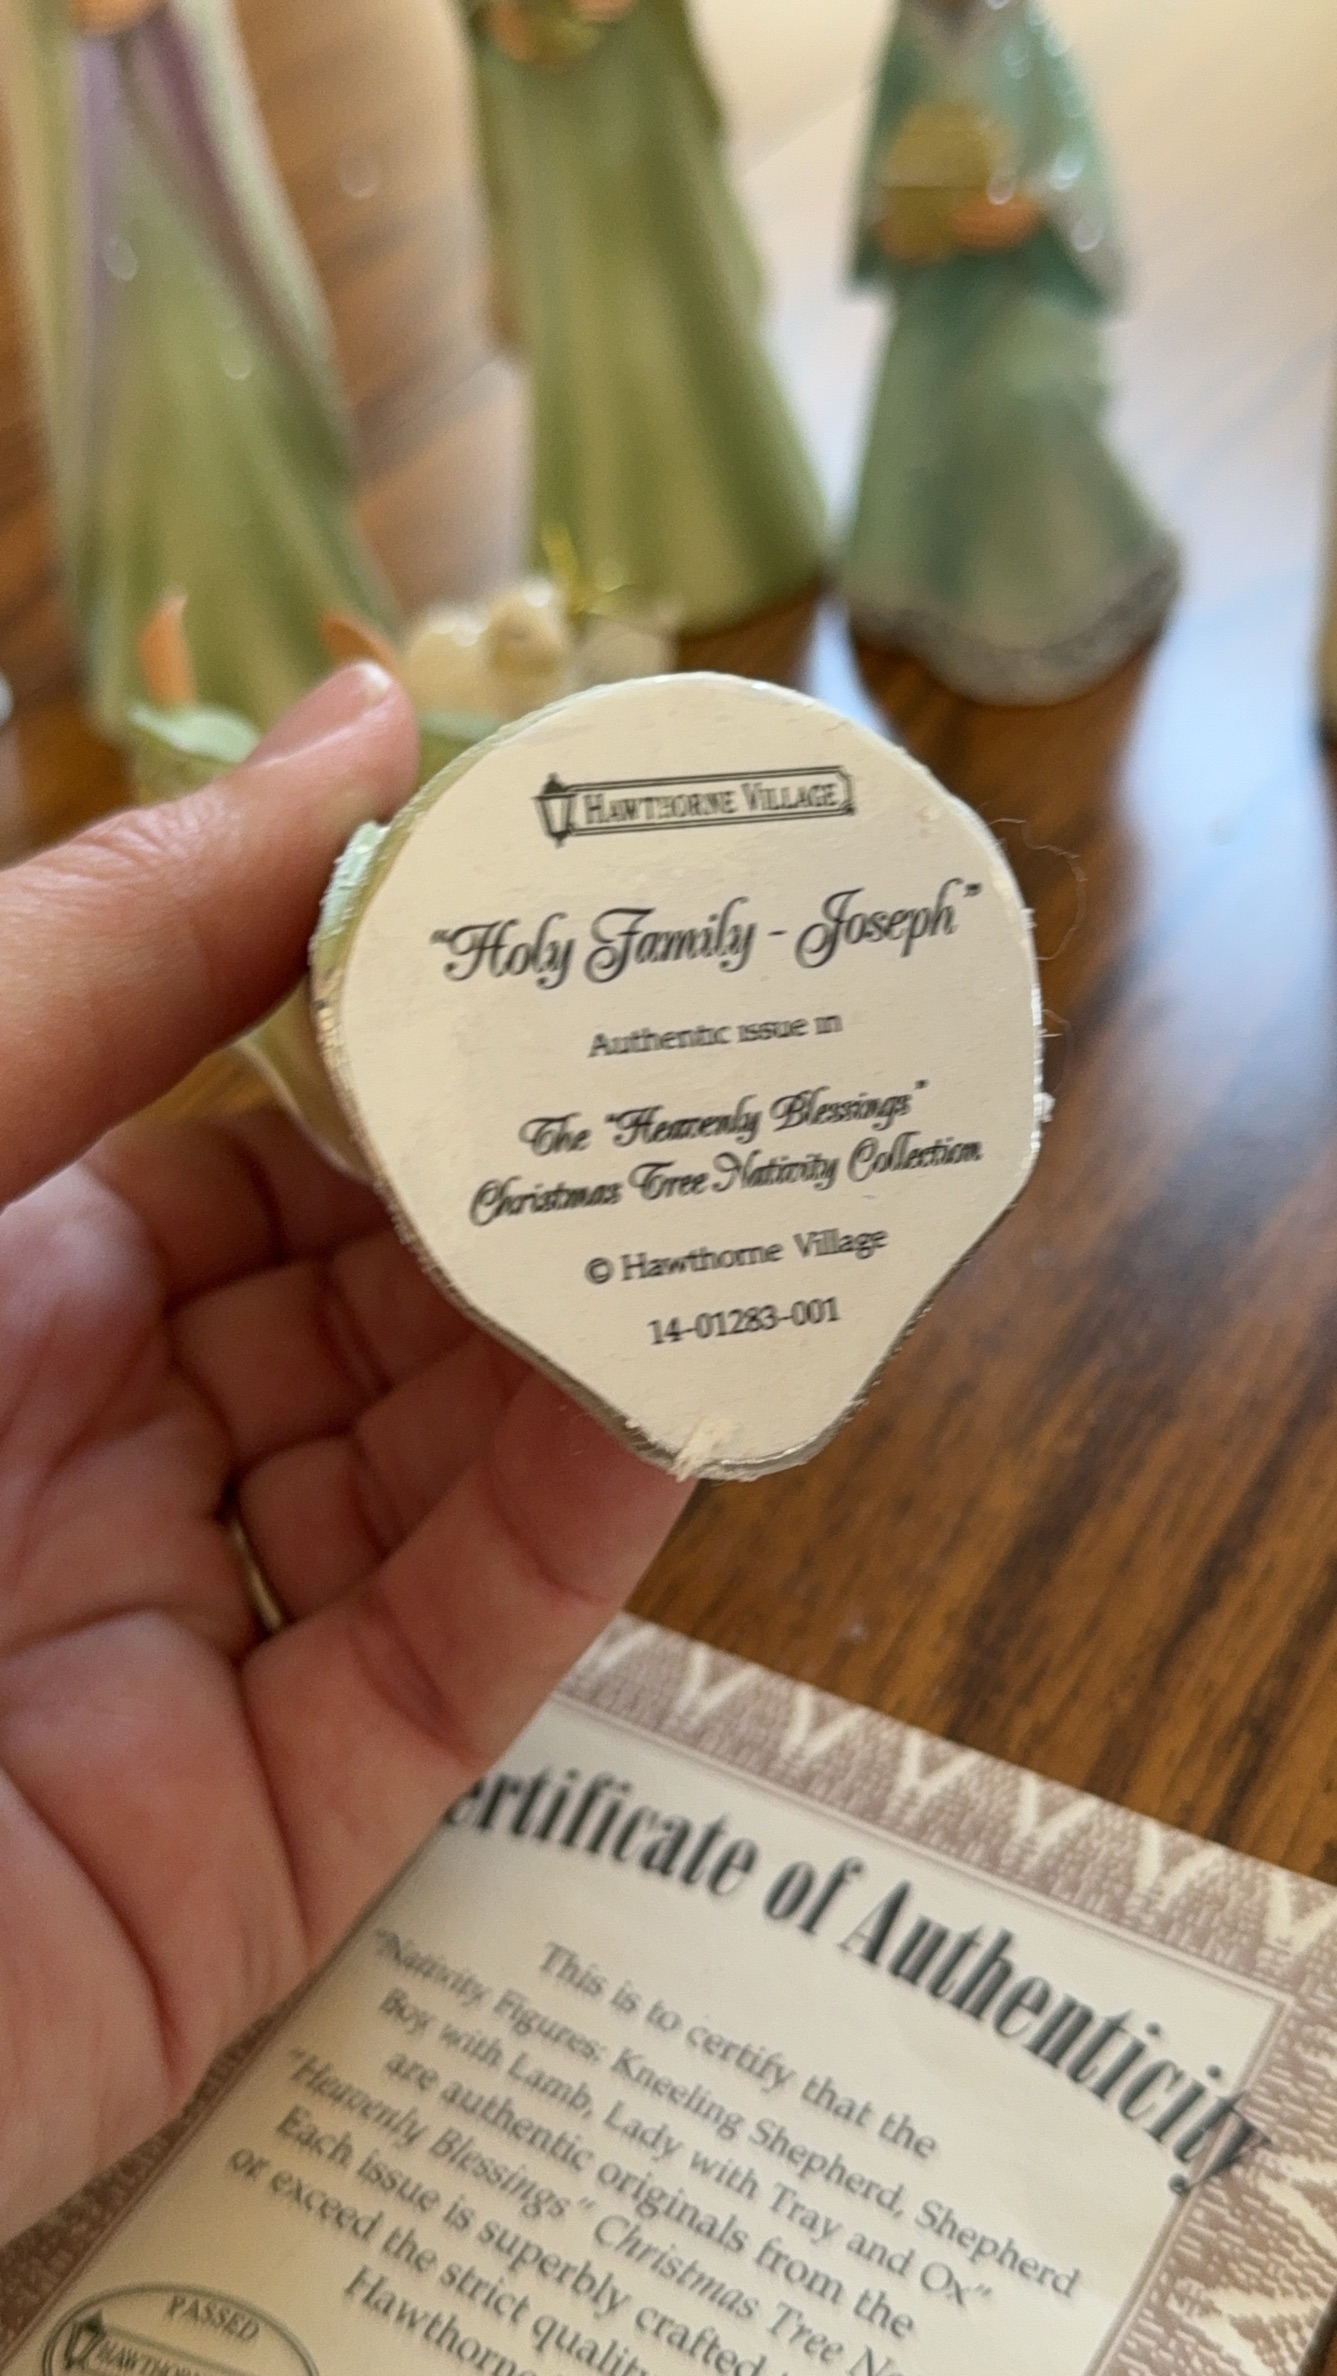 HAWTHORNE VILLAGE
"Holy Family - Joseph"
Authentic issue in
The "Heavenly Blessings"
Christmas Tree Nativity Collection
© Hawthorne Village
14-01283-001
ertificate of Authenticity
This is to certify that the
"Nativity Figures: Kneeling Shepherd, Shepherd
Boy with Lamb, Lady with Tray and Ox"
are authentic originals from the
"Heavenly Blessings" Christmas Tree
Each issue is superbly crafted
or exceed the strict quality
Hawthorne
PASSED
HAWTHORNE